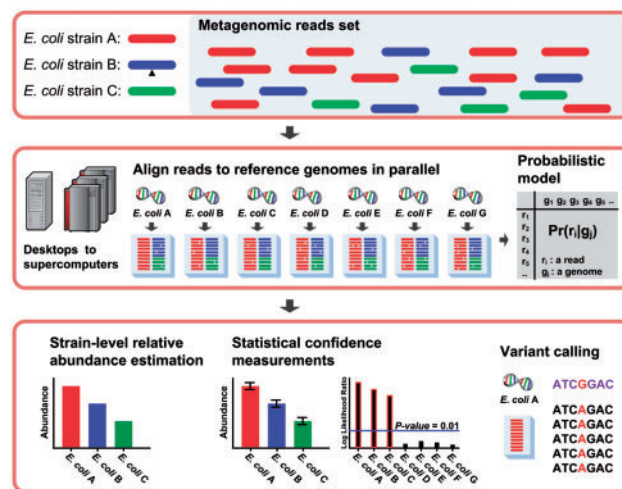 E. coli strain A:
E. coli strain B:
E. coli strain C:
Metagenomic reads set
Align reads to reference genomes in parallel
Desktops to
supercomputers
E. coli A E. coli B E. coli C E. coli D E. coli E E. coli F E. coli G
Probabilistic
model
g₁ g₂ g₃ g₄ g₅ ..
r₁
r₂
r₃
r₄
r₅
..
Pr(rᵢ|gⱼ)
rᵢ : a read
gⱼ : a genome
Strain-level relative
abundance estimation
Abundance
E. coli A
E. coli B
E. coli C
Statistical confidence
measurements
Abundance
E. coli A
E. coli B
E. coli C
Log Likelihood Ratio
P-value = 0.01
E. coli A
E. coli B
E. coli C
E. coli D
E. coli E
E. coli F
E. coli G
Variant calling
E. coli A
ATCGGAC
ATCAGAC
ATCAGAC
ATCAGAC
ATCAGAC
ATCAGAC